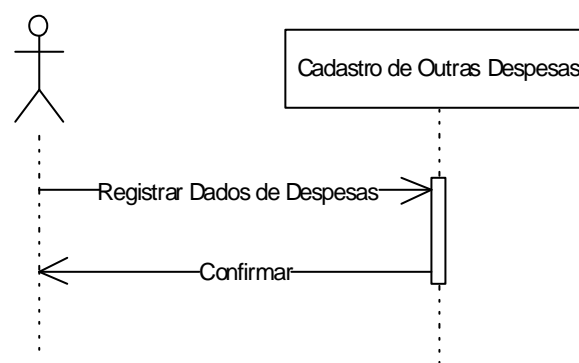 Cadastro de Outras Despesas
Registrar Dados de Despesas
Confirmar